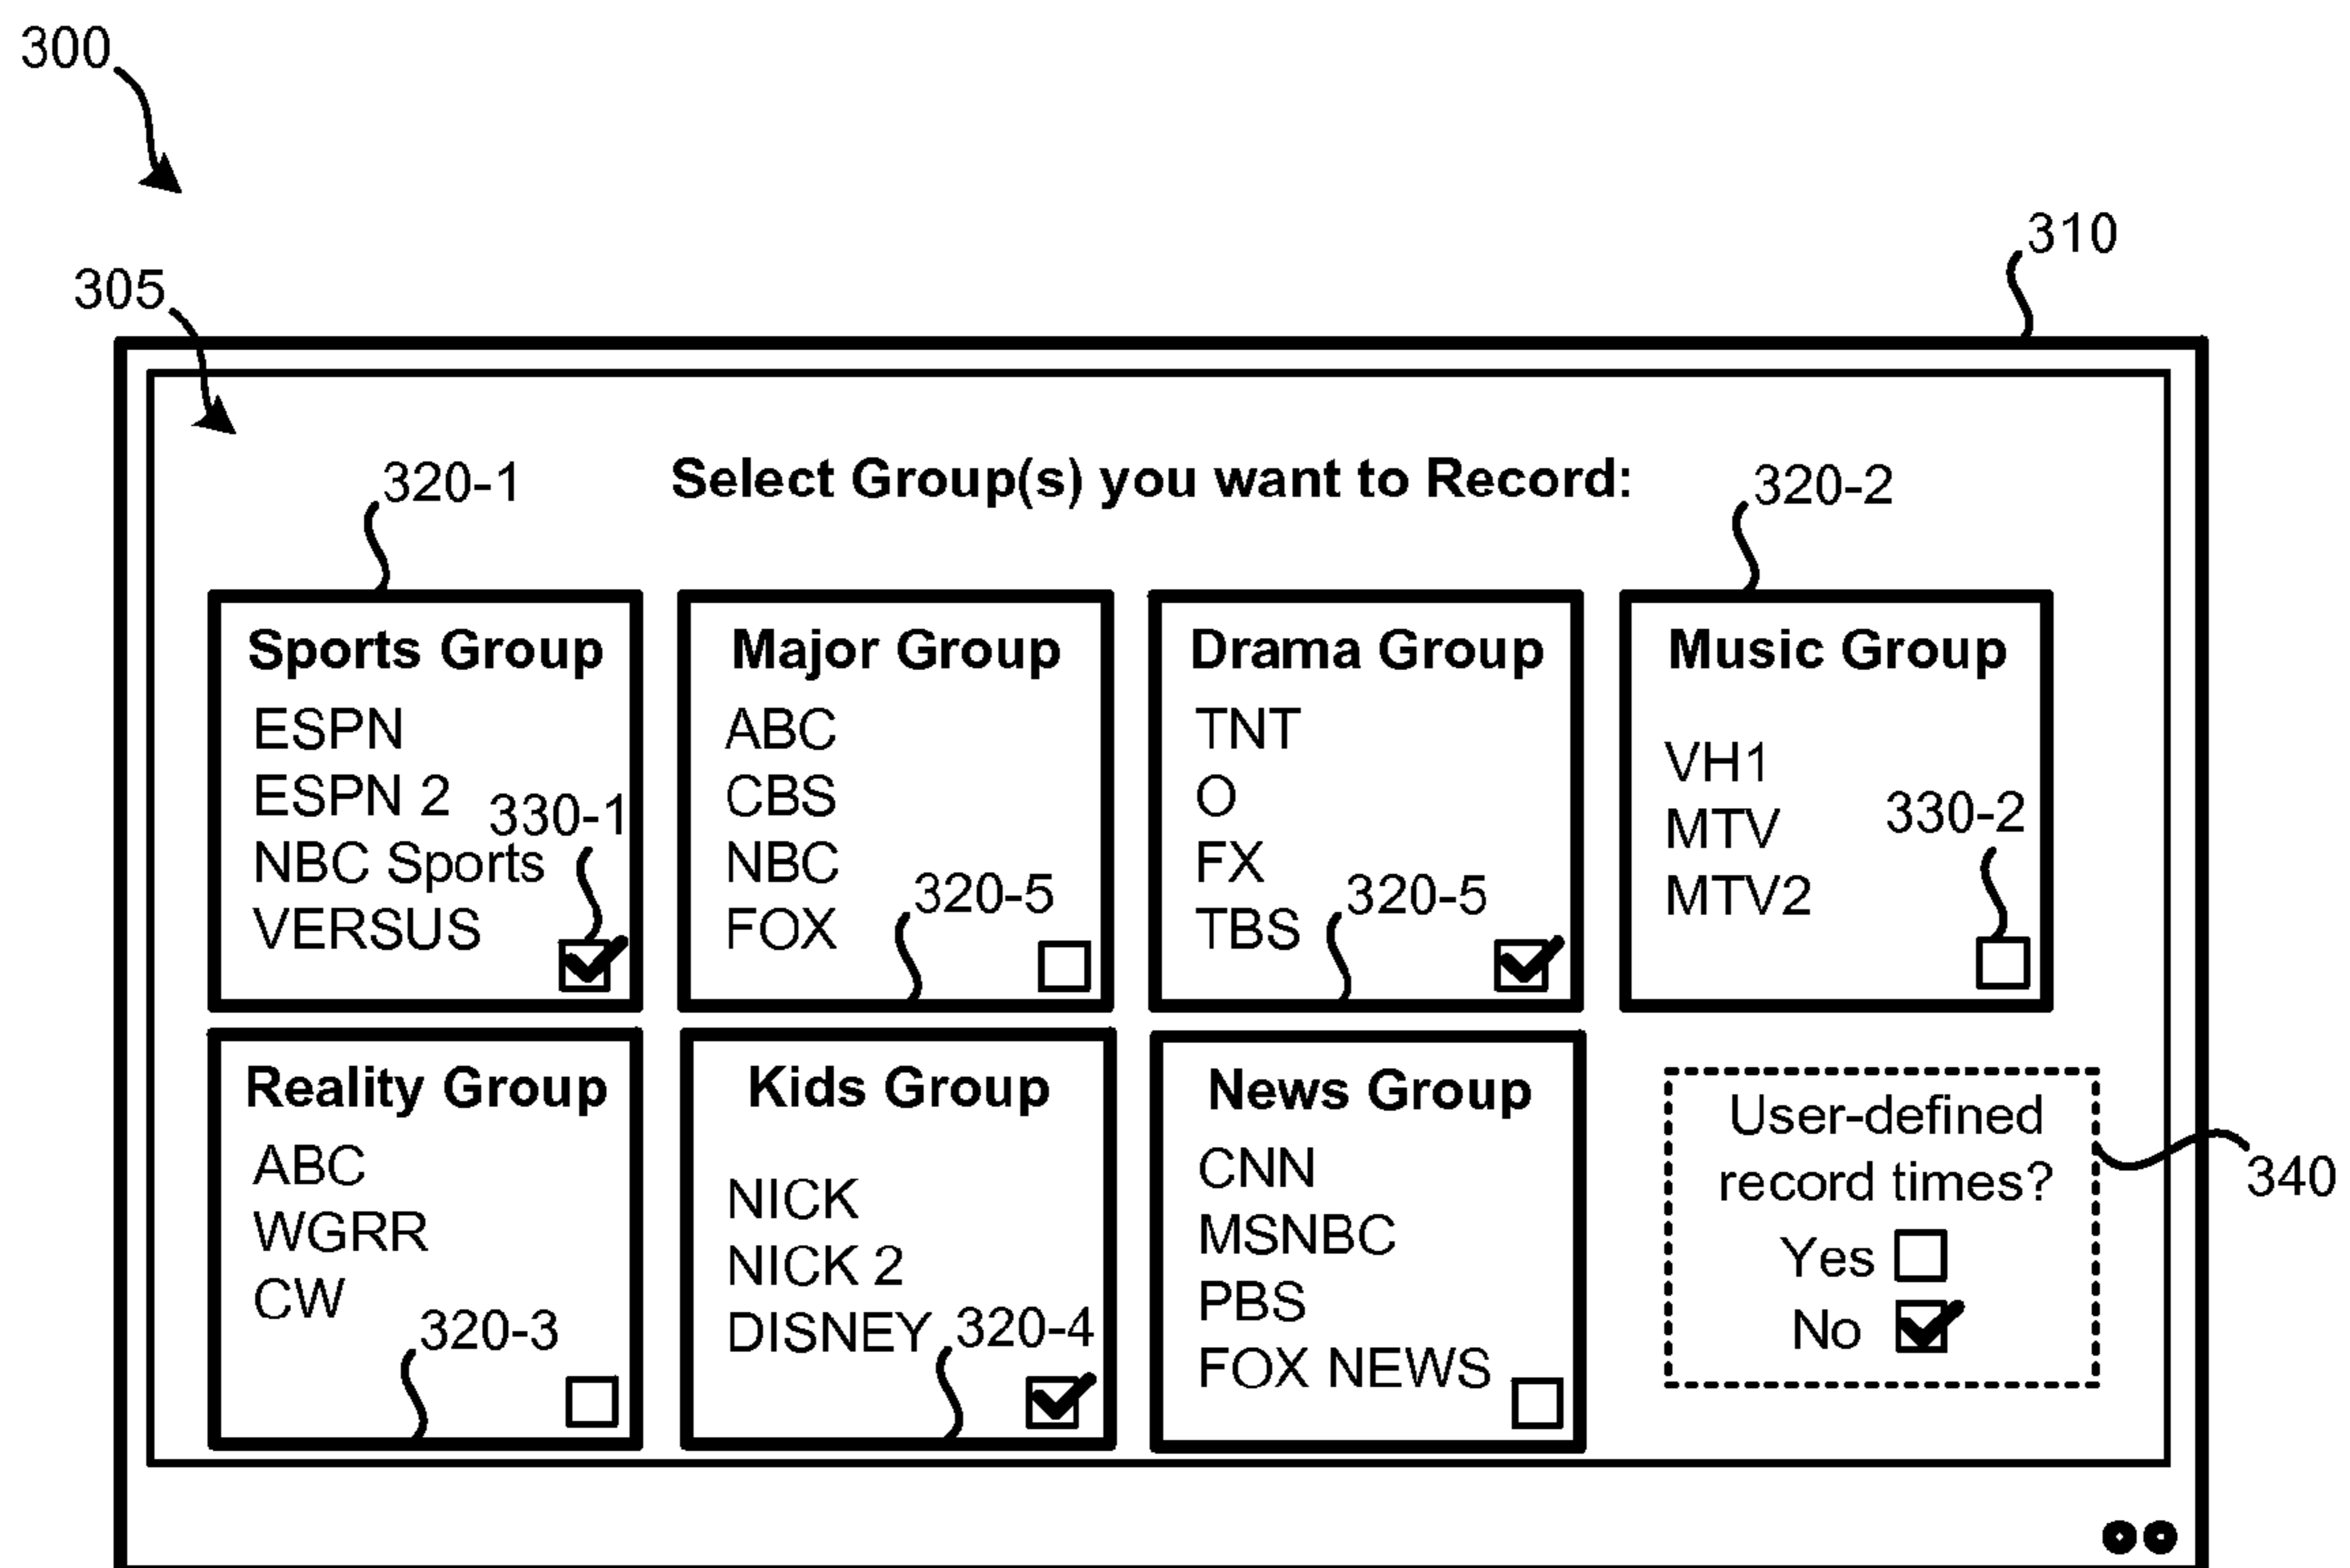 300
310
305
320-1
Select Group(s) you want to Record:
320-2
Sports Group
ESPN
ESPN 2
330-1
NBC Sports
VERSUS
Major Group
ABC
CBS
NBC
320-5
FOX
Drama Group
TNT
O
FX
320-5
TBS
Music Group
VH1
330-2
MTV
MTV2
Reality Group
ABC
WGRR
CW
320-3
Kids Group
NICK
NICK 2
DISNEY
320-4
News Group
CNN
MSNBC
PBS
FOX NEWS
User-defined
record times?
Yes
No
340